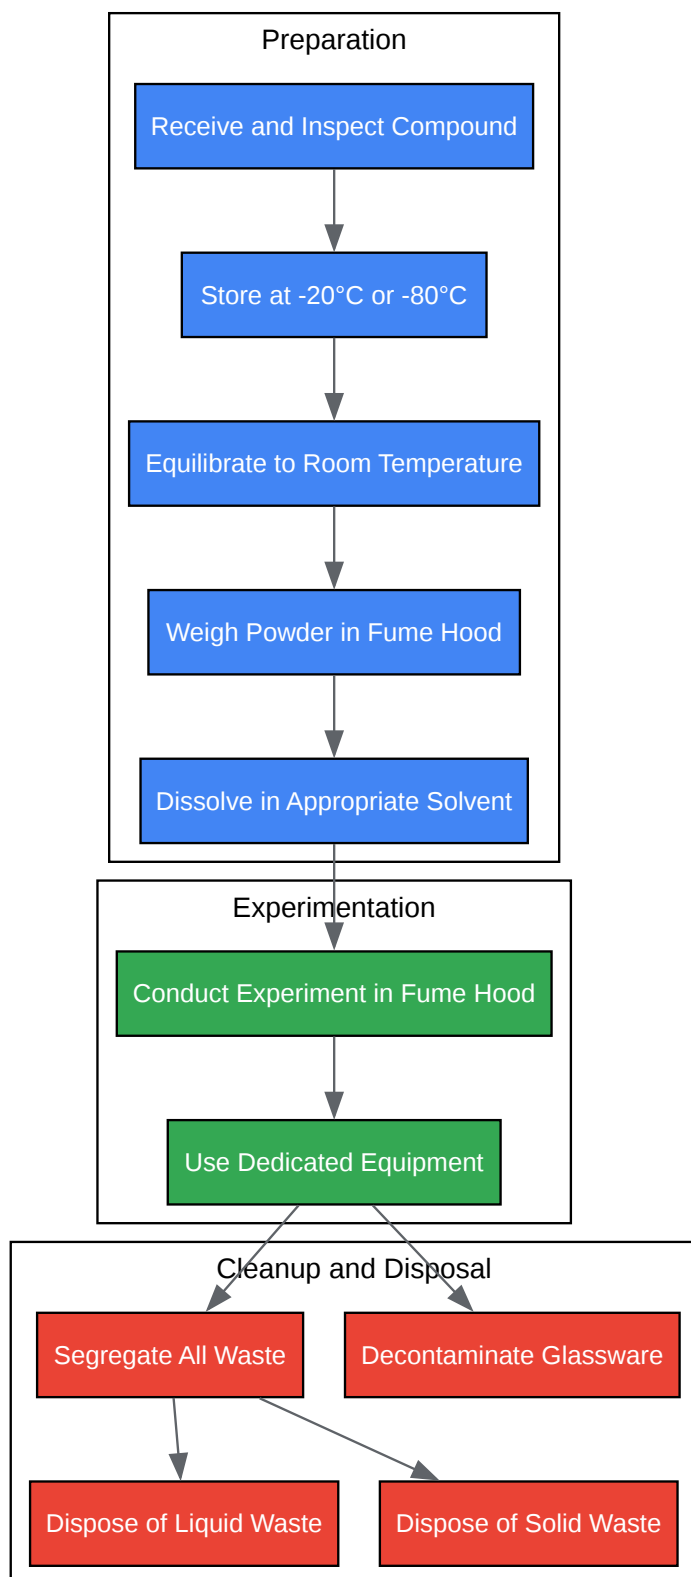 Preparation
Receive and Inspect Compound
Store at -20°C or -80°C
Equilibrate to Room Temperature
Weigh Powder in Fume Hood
Dissolve in Appropriate Solvent
Experimentation
Conduct Experiment in Fume Hood
Use Dedicated Equipment
Cleanup and Disposal
Segregate All Waste
Decontaminate Glassware
Dispose of Liquid Waste
Dispose of Solid Waste